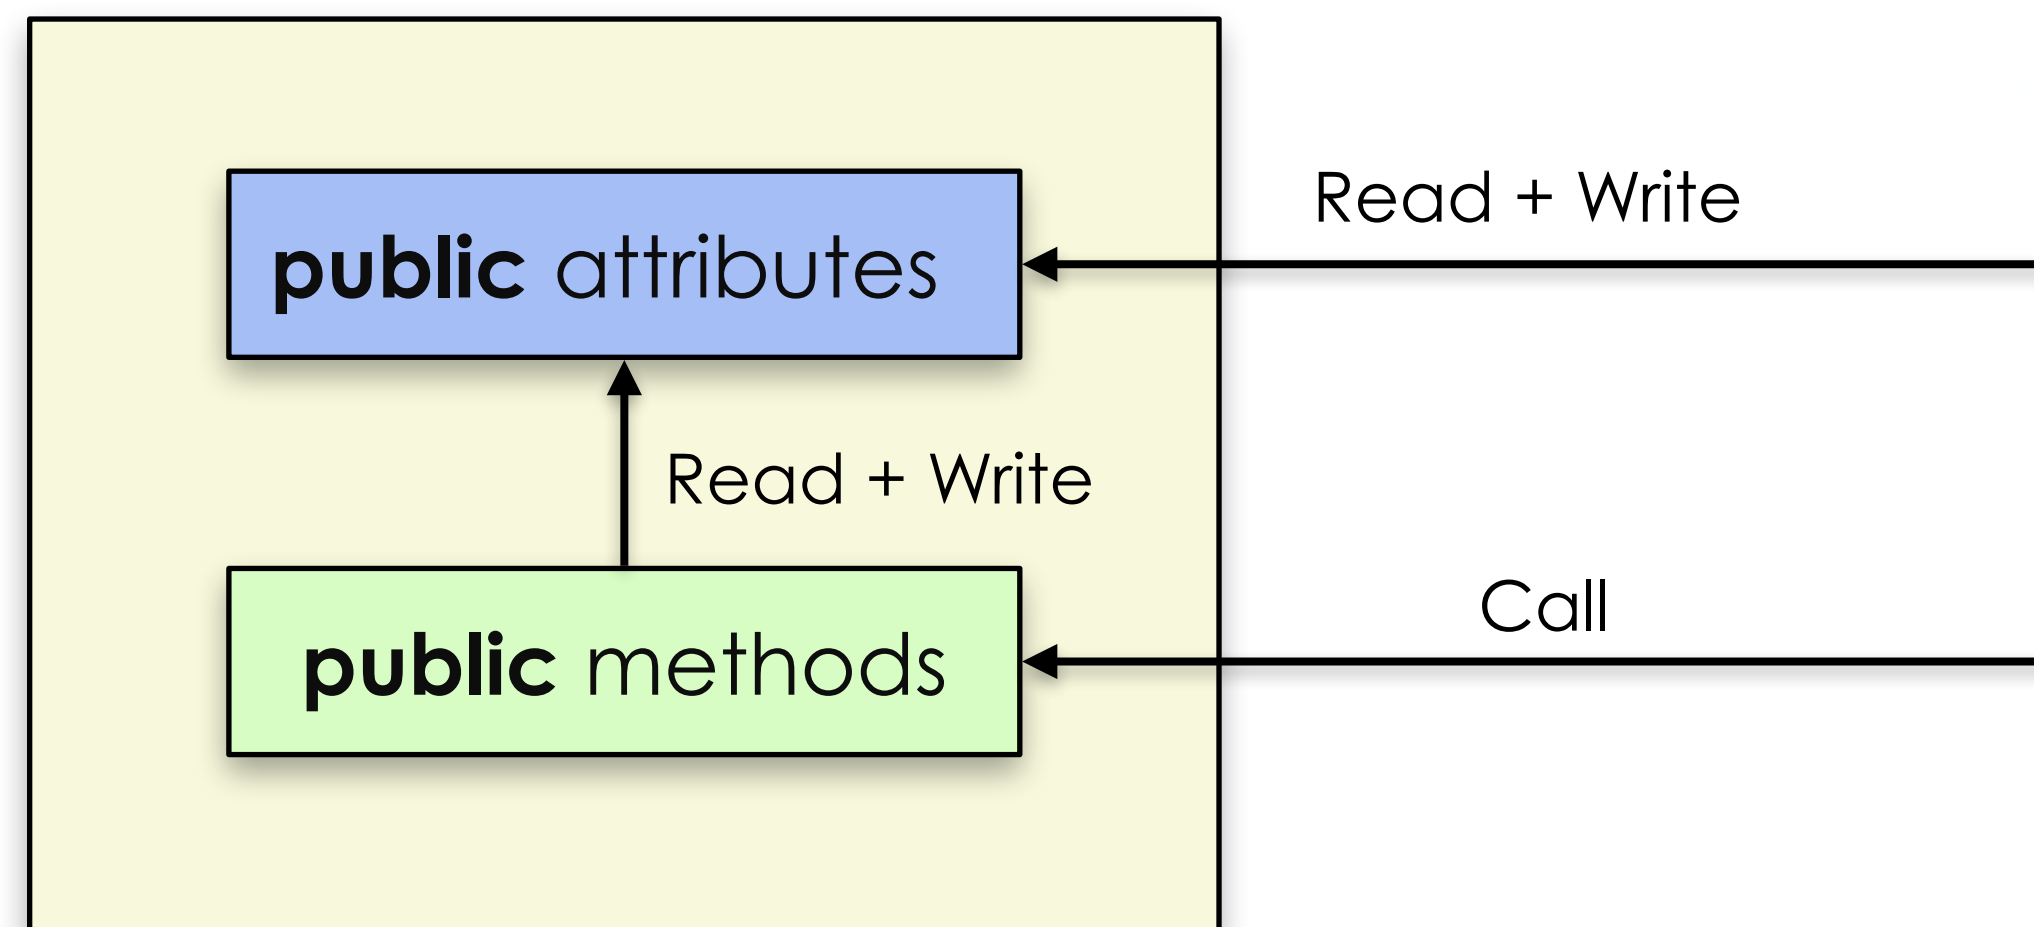 Read + Write
public attributes
Read + Write
Call
public methods